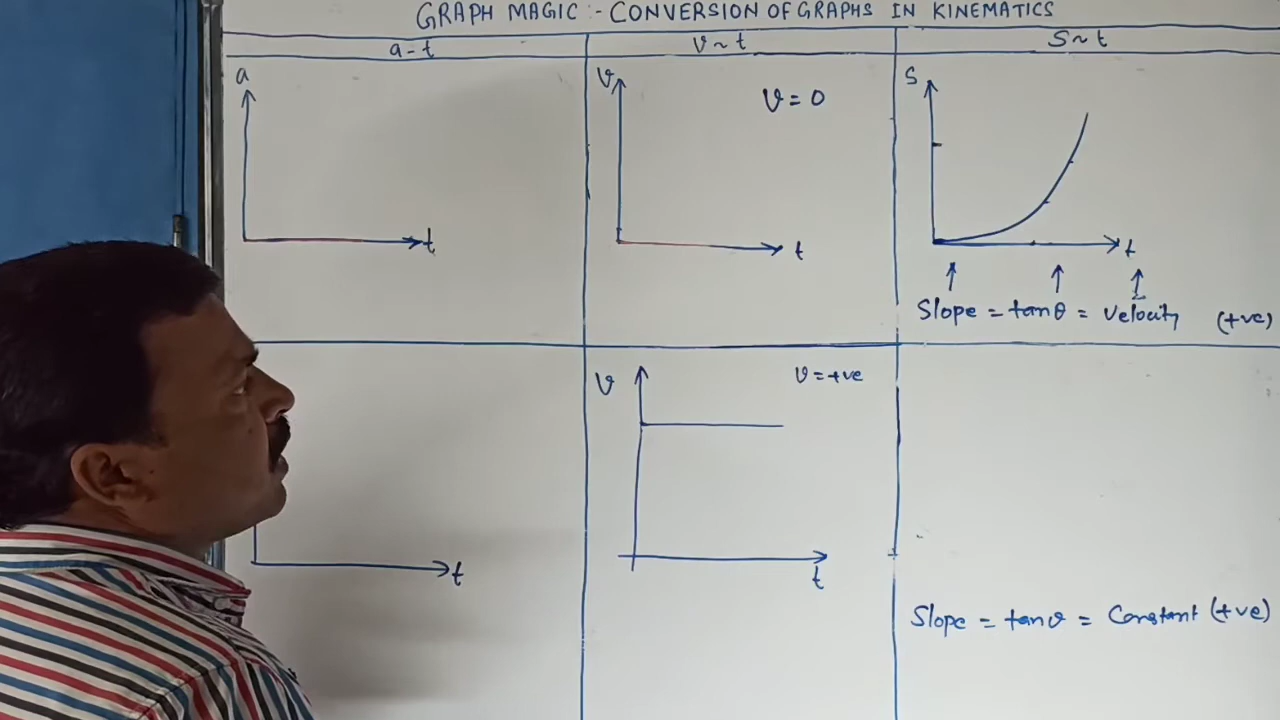 GRAPH MAGIC :- CONVERSION OF GRAPHS IN KINEMATICS
a - t
v ~ t
S ~ t
a
t
v
v = 0
t
S
t
Slope = tanθ = Velocity (+ve)
t
v
v = +ve
t
Slope = tanθ = Constant (+ve)